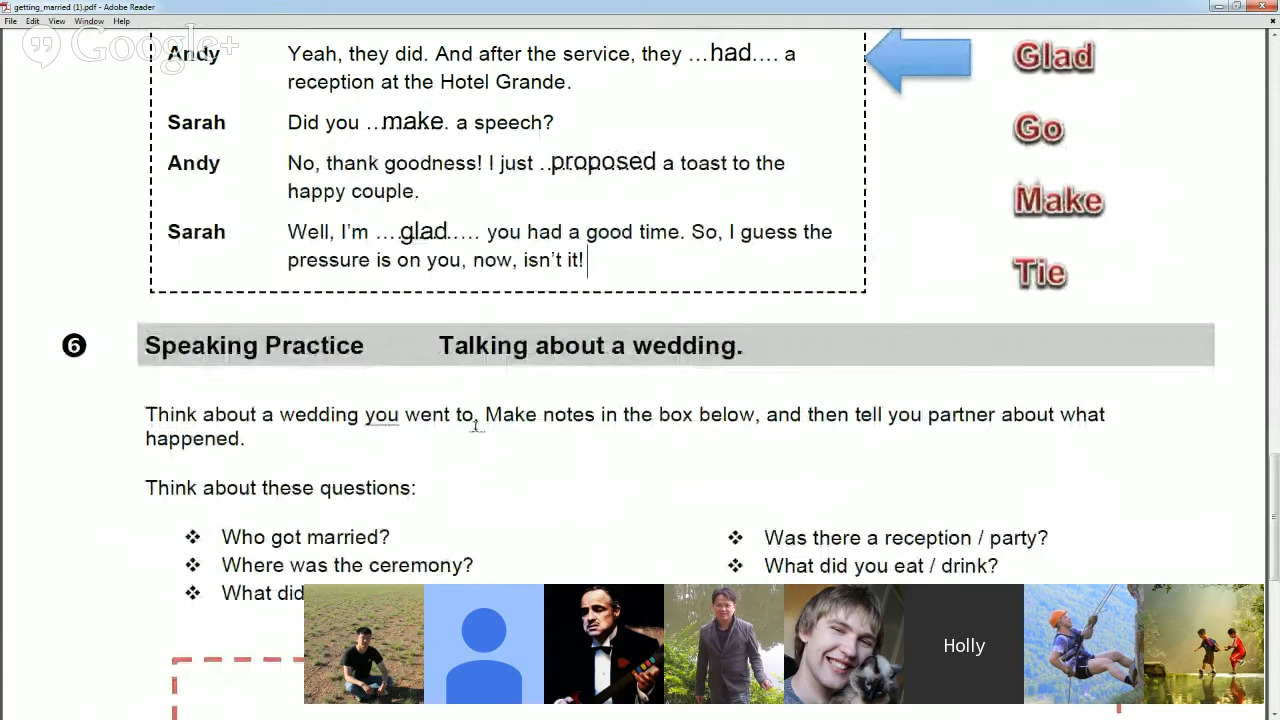 getting_married (1).pdf - Adobe Reader
File Edit View Window Help
Google+
Andy Yeah, they did. And after the service, they ...had.... a
reception at the Hotel Grande.
Sarah Did you ..make. a speech?
Andy No, thank goodness! I just ..proposed a toast to the
happy couple.
Sarah Well, I'm ....glad..... you had a good time. So, I guess the
pressure is on you, now, isn't it!
Glad
Go
Make
Tie
6 Speaking Practice Talking about a wedding.
Think about a wedding you went to. Make notes in the box below, and then tell you partner about what
happened.
Think about these questions:
❖ Who got married?
❖ Where was the ceremony?
❖ What did
❖ Was there a reception / party?
❖ What did you eat / drink?
Holly